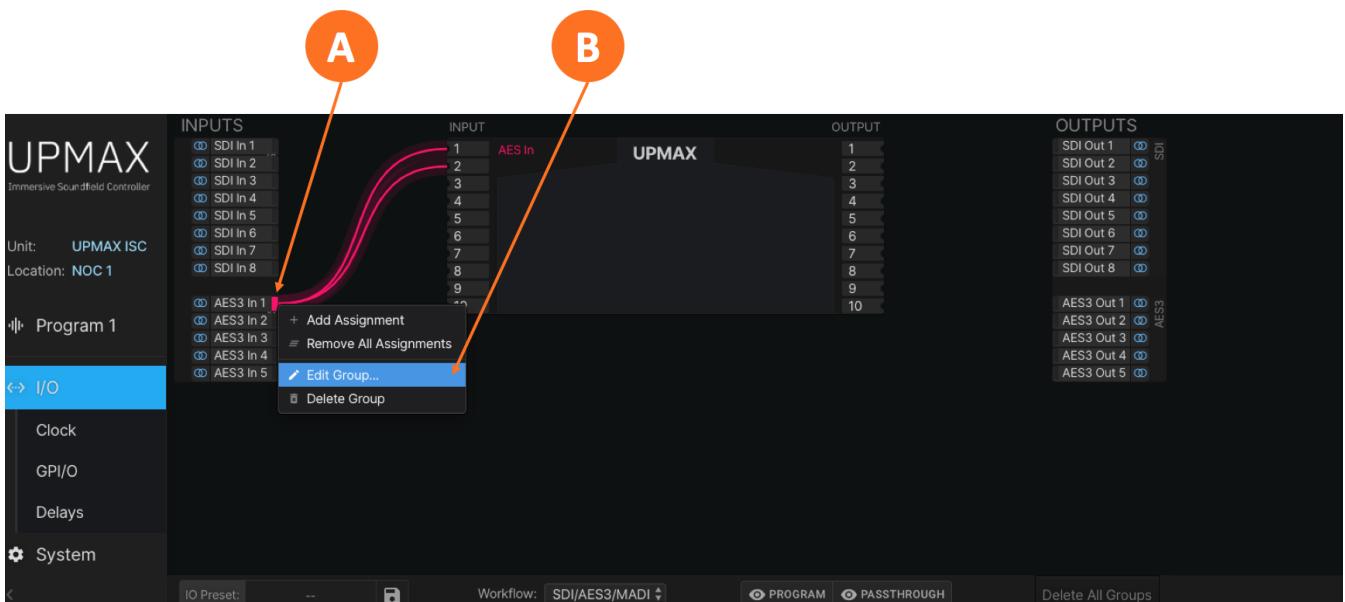 A
B
UPMAX
Immersive Soundfield Controller
Unit: UPMAX ISC
Location: NOC 1
Program 1
I/O
Clock
GPI/O
Delays
System
INPUTS
SDI In 1
SDI In 2
SDI In 3
SDI In 4
SDI In 5
SDI In 6
SDI In 7
SDI In 8
AES3 In 1
AES3 In 2
AES3 In 3
AES3 In 4
AES3 In 5
+ Add Assignment
Remove All Assignments
Edit Group...
Delete Group
INPUT
1
2
3
4
5
6
7
8
9
10
AES In
UPMAX
OUTPUT
1
2
3
4
5
6
7
8
9
10
OUTPUTS
SDI Out 1
SDI Out 2
SDI Out 3
SDI Out 4
SDI Out 5
SDI Out 6
SDI Out 7
SDI Out 8
SDI
AES3 Out 1
AES3 Out 2
AES3 Out 3
AES3 Out 4
AES3 Out 5
AES3
IO Preset: --
Workflow: SDI/AES3/MADI
PROGRAM
PASSTHROUGH
Delete All Groups